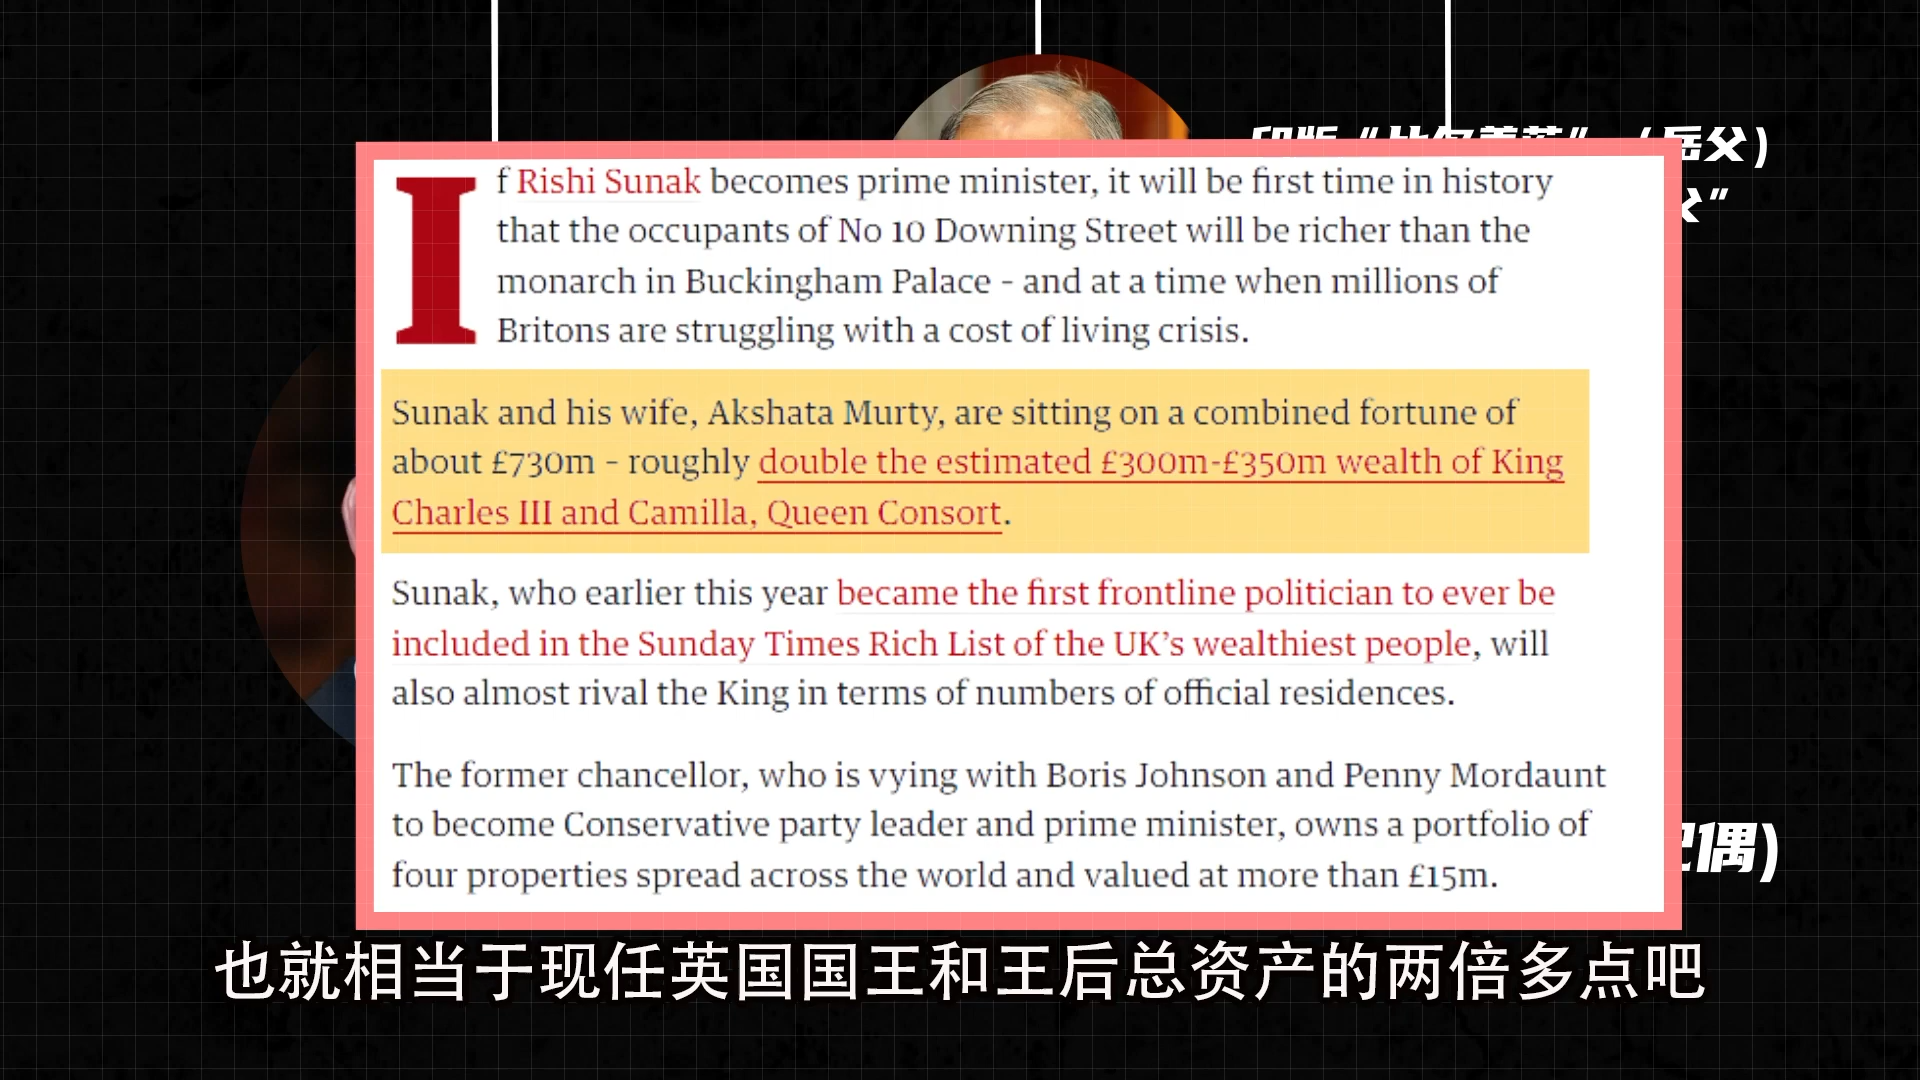 父）
父“
If Rishi Sunak becomes prime minister, it will be first time in history
that the occupants of No 10 Downing Street will be richer than the
monarch in Buckingham Palace - and at a time when millions of
Britons are struggling with a cost of living crisis.
Sunak and his wife, Akshata Murty, are sitting on a combined fortune of
about £730m - roughly double the estimated £300m-£350m wealth of King
Charles III and Camilla, Queen Consort.
Sunak, who earlier this year became the first frontline politician to ever be
included in the Sunday Times Rich List of the UK’s wealthiest people, will
also almost rival the King in terms of numbers of official residences.
The former chancellor, who is vying with Boris Johnson and Penny Mordaunt
to become Conservative party leader and prime minister, owns a portfolio of
four properties spread across the world and valued at more than £15m.
偶)
也就相当于现任英国国王和王后总资产的两倍多点吧